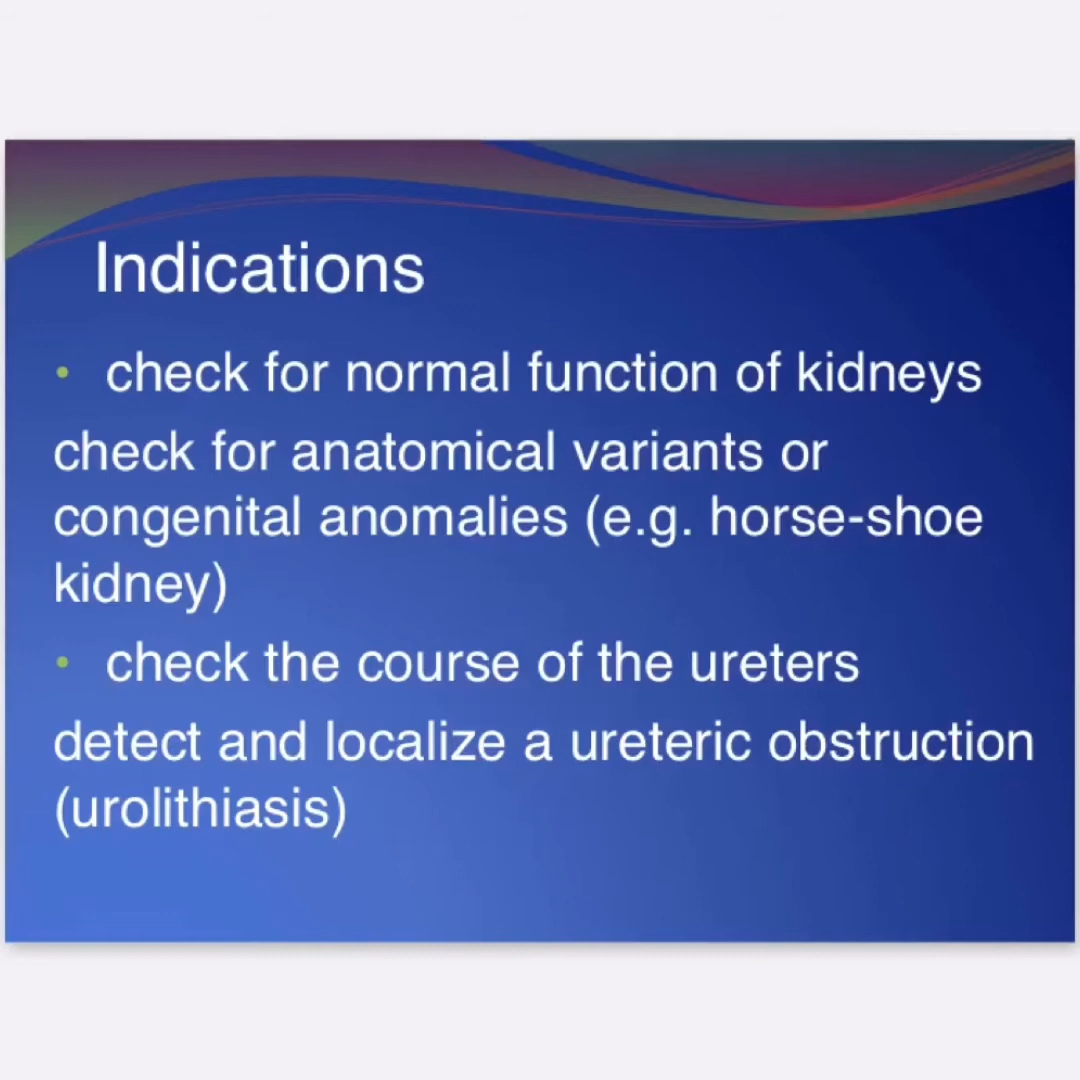 Indications
• check for normal function of kidneys
check for anatomical variants or
congenital anomalies (e.g. horse-shoe
kidney)
• check the course of the ureters
detect and localize a ureteric obstruction
(urolithiasis)